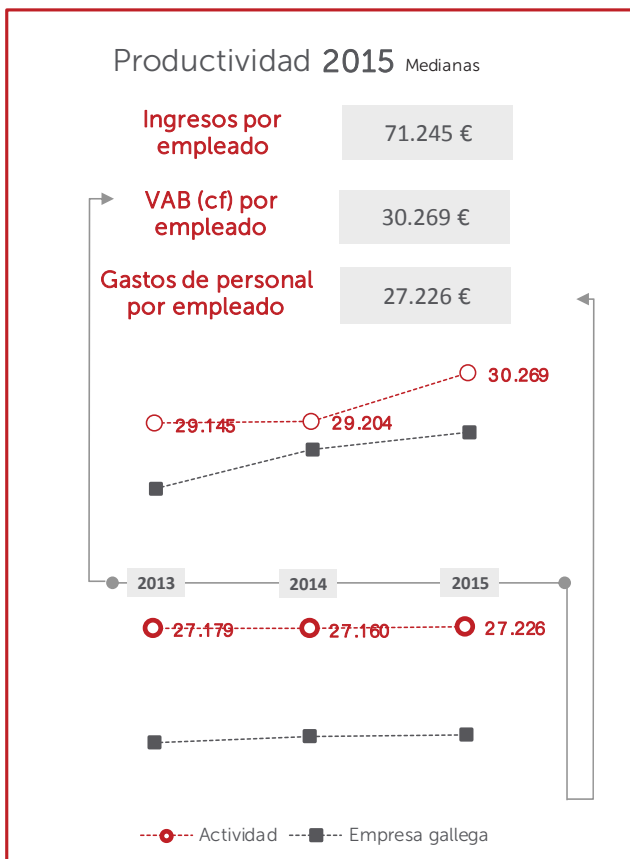 Productividad 2015 Medianas
Ingresos por
empleado
71.245 €
VAB (cf) por
empleado
30.269 €
Gastos de personal
por empleado
27.226 €
30.269
29.145
29.204
2013
2014
2015
27.179
27.160
27.226
Actividad
Empresa gallega